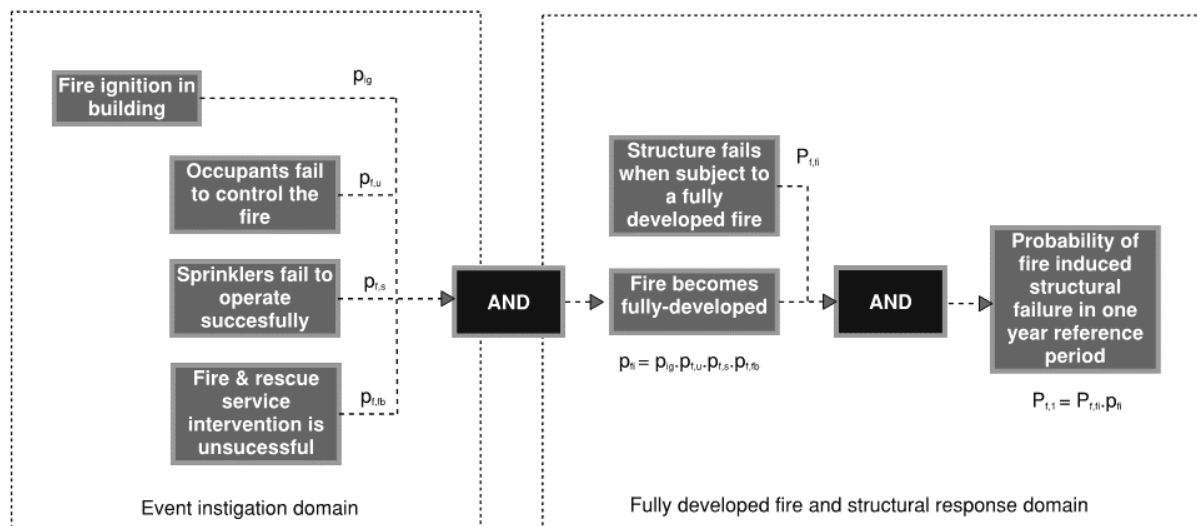 Fire ignition in
building
p_ig
Occupants fail
to control the
fire
p_f,u
Sprinklers fail to
operate
succesfully
p_f,s
Fire & rescue
service
intervention is
unsucessful
p_f,fb
AND
Event instigation domain
Structure fails
when subject to
a fully
developed fire
P_f,fi
Fire becomes
fully-developed
p_fi = p_ig.p_f,u.p_f,s.p_f,fb
AND
Probability of
fire induced
structural
failure in one
year reference
period
P_f,1 = P_f,fi.p_fi
Fully developed fire and structural response domain